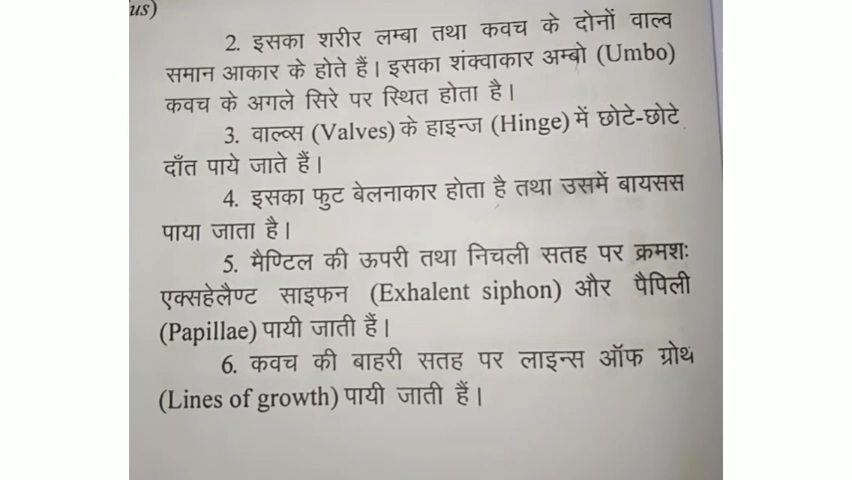 us)
2. इसका शरीर लम्बा तथा कवच के दोनों वाल्व
समान आकार के होते हैं। इसका शंक्वाकार अम्बो (Umbo)
कवच के अगले सिरे पर स्थित होता है।
3. वाल्व्स (Valves) के हाइन्ज (Hinge) में छोटे-छोटे
दाँत पाये जाते हैं।
4. इसका फुट बेलनाकार होता है तथा उसमें बायसस
पाया जाता है।
5. मैण्टिल की ऊपरी तथा निचली सतह पर क्रमशः
एक्सहेलैण्ट साइफन (Exhalent siphon) और पैपिली
(Papillae) पायी जाती हैं।
6. कवच की बाहरी सतह पर लाइन्स ऑफ ग्रोथ
(Lines of growth) पायी जाती हैं।